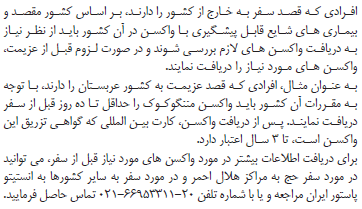 افرادی که قصد سفر به خارج از کشور را دارند، بر اساس کشور مقصد و
بیماری های شایع قابل پیشگیری با واکسن در آن کشور باید از نظر نیاز
به دریافت واکسن های لازم بررسی شوند و در صورت لزوم قبل از عزیمت،
واکسن های مورد نیاز را دریافت نمایند.
به عنوان مثال، افرادی که قصد عزیمت به کشور عربستان را دارند، با توجه
به مقررات آن کشور باید واکسن مننگوکوک را حداقل تا ده روز قبل از سفر
دریافت نمایند. پس از دریافت واکسن، کارت بین المللی که گواهی تزریق این
واکسن است، تا ۳ سال اعتبار دارد.
برای دریافت اطلاعات بیشتر در مورد واکسن های مورد نیاز قبل از سفر، می توانید
در مورد سفر حج به مراکز هلال احمر و در مورد سفر به سایر کشورها به انستیتو
پاستور ایران مراجعه و یا با شماره تلفن ۲۰-۶۶۹۵۳۳۱۱-۰۲۱ تماس حاصل فرمایید.